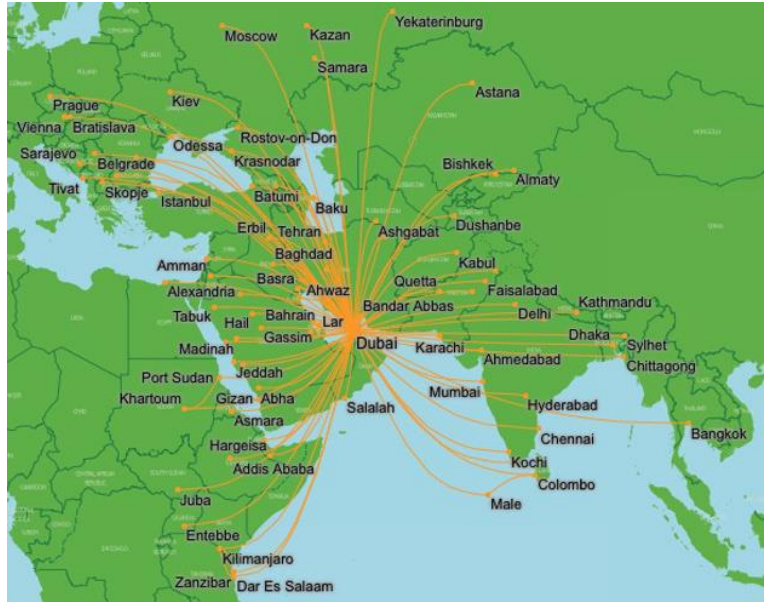 Yekaterinburg
Moscow
Kazan
Samara
Astana
Prague
Kiev
Vienna
Bratislava
Rostov-on-Don
Odessa
Sarajevo
Krasnodar
Belgrade
Bishkek
Almaty
Tivat
Skopje
Istanbul
Batumi
Baku
Dushanbe
Erbil
Tehran
Ashgabat
Baghdad
Kabul
Amman
Basra
Ahwaz
Quetta
Faisalabad
Alexandria
Bandar Abbas
Kathmandu
Tabuk
Hail
Bahrain
Lar
Delhi
Gassim
Dubai
Dhaka
Sylhet
Madinah
Karachi
Ahmedabad
Chittagong
Jeddah
Port Sudan
Mumbai
Khartoum
Gizan
Abha
Salalah
Hyderabad
Asmara
Chennai
Bangkok
Hargeisa
Addis Ababa
Kochi
Colombo
Juba
Male
Entebbe
Kilimanjaro
Zanzibar
Dar Es Salaam